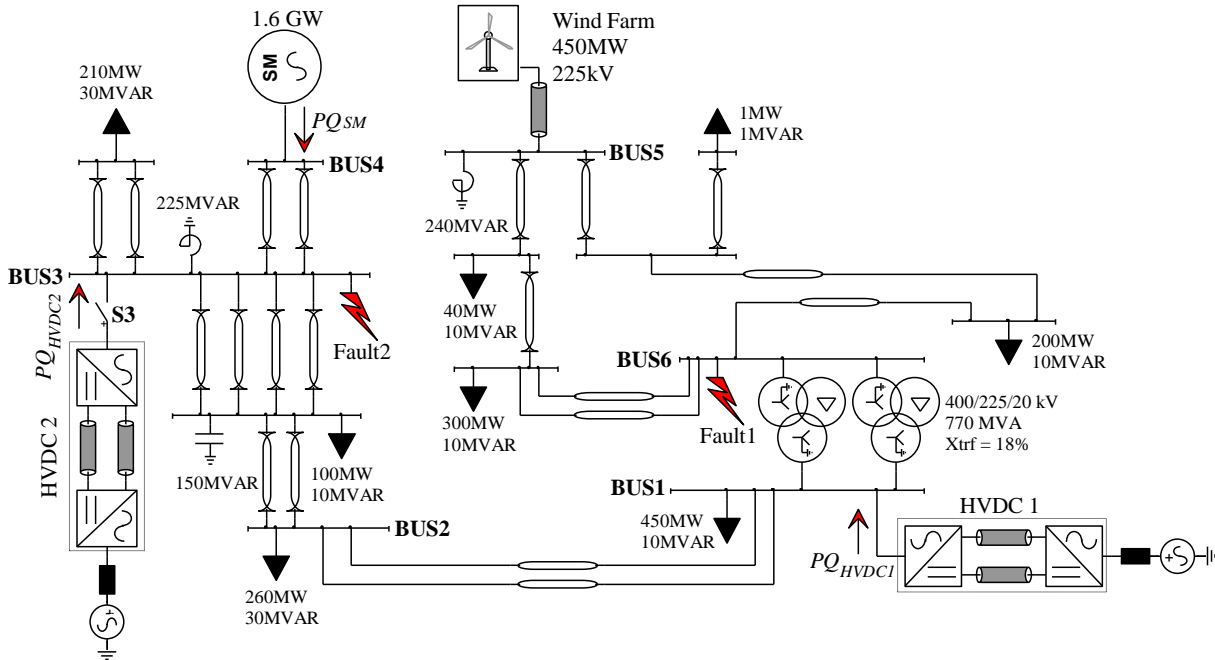 1.6 GW
SM
PQSM
210MW
30MVAR
BUS4
225MVAR
BUS3
S3
PQHVDC2
Fault2
HVDC 2
150MVAR
100MW
10MVAR
BUS2
260MW
30MVAR
Wind Farm
450MW
225kV
BUS5
1MW
1MVAR
240MVAR
40MW
10MVAR
200MW
10MVAR
BUS6
300MW
10MVAR
Fault1
400/225/20 kV
770 MVA
Xtrf = 18%
BUS1
450MW
10MVAR
PQHVDC1
HVDC 1